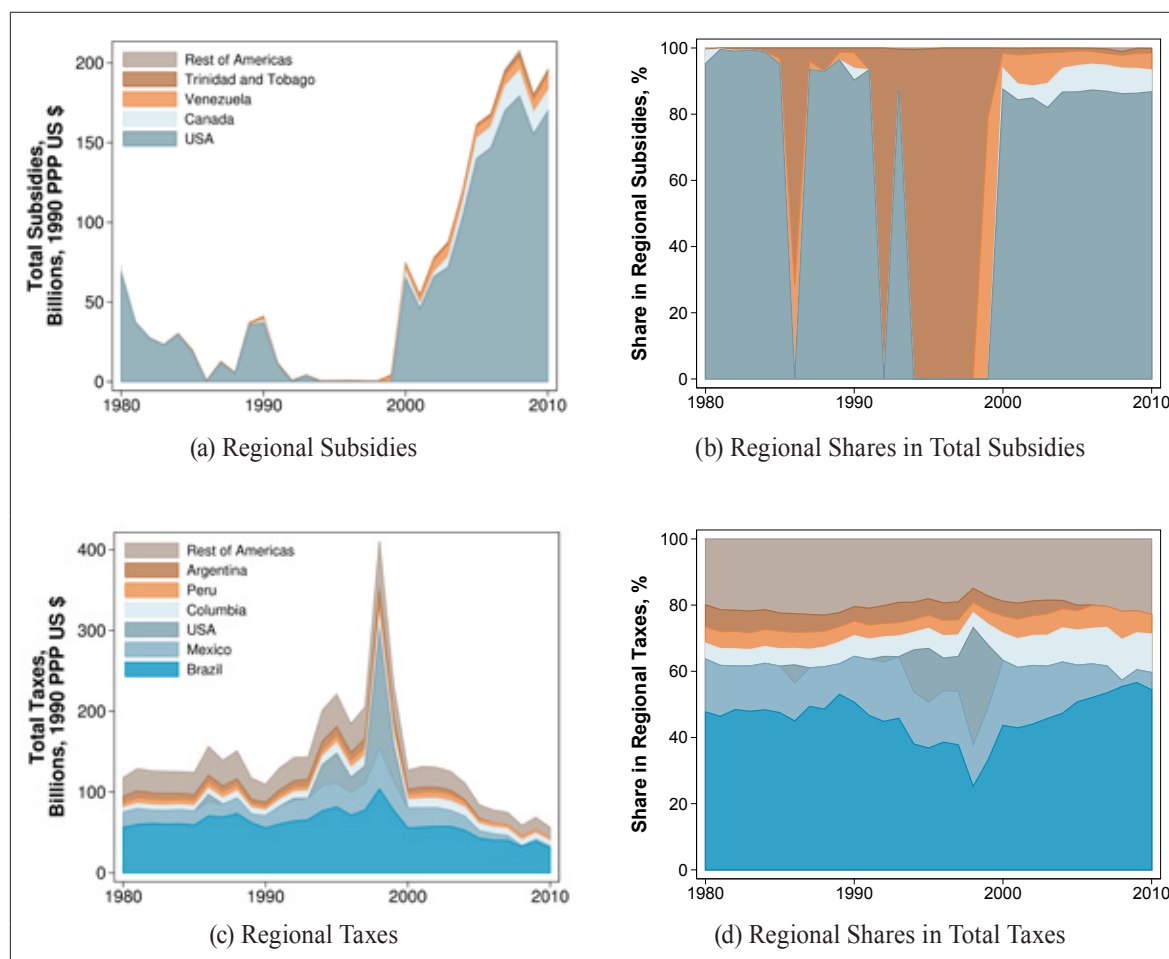 Total Subsidies,
Billions, 1990 PPP US $
200
150
100
50
0
Rest of Americas
Trinidad and Tobago
Venezuela
Canada
USA
1980
1990
2000
2010
(a) Regional Subsidies
Share in Regional Subsidies, %
100
80
60
40
20
0
1980
1990
2000
2010
(b) Regional Shares in Total Subsidies
Total Taxes,
Billions, 1990 PPP US $
400
300
200
100
0
Rest of Americas
Argentina
Peru
Columbia
USA
Mexico
Brazil
1980
1990
2000
2010
(c) Regional Taxes
Share in Regional Taxes, %
100
80
60
40
20
0
1980
1990
2000
2010
(d) Regional Shares in Total Taxes